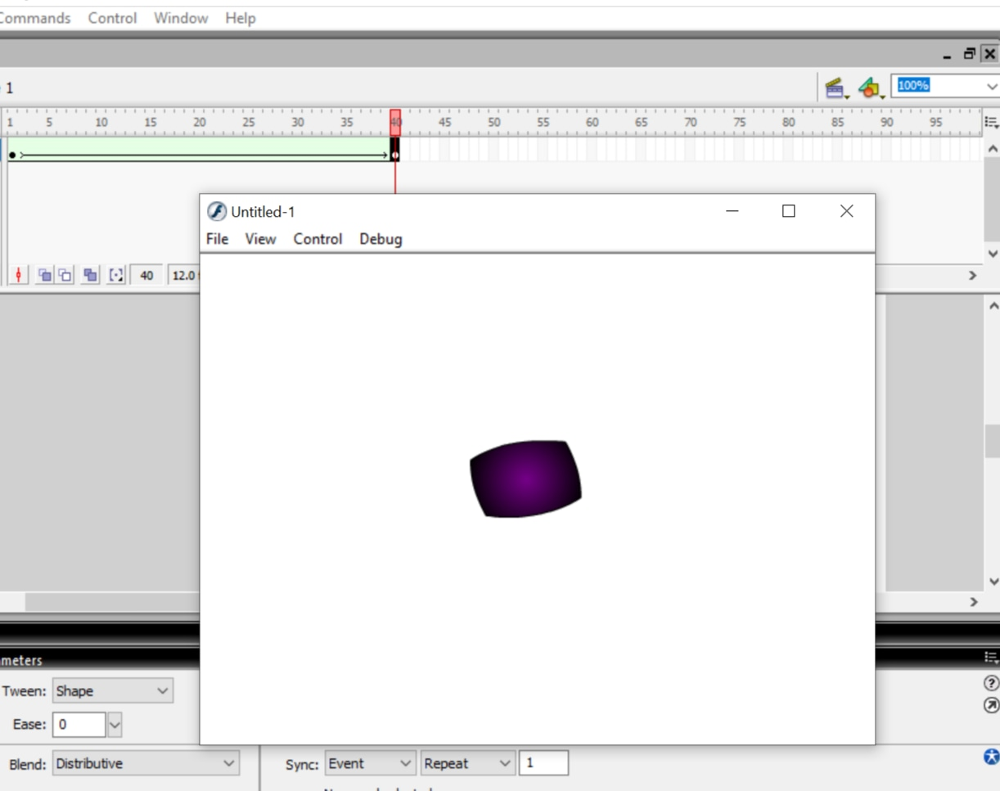 Commands Control Window Help
1
100%
1 5 10 15 20 25 30 35 40 45 50 55 60 65 70 75 80 85 90 95
Untitled-1
File View Control Debug
40 12.0
meters
Tween: Shape
Ease: 0
Blend: Distributive
Sync: Event Repeat 1